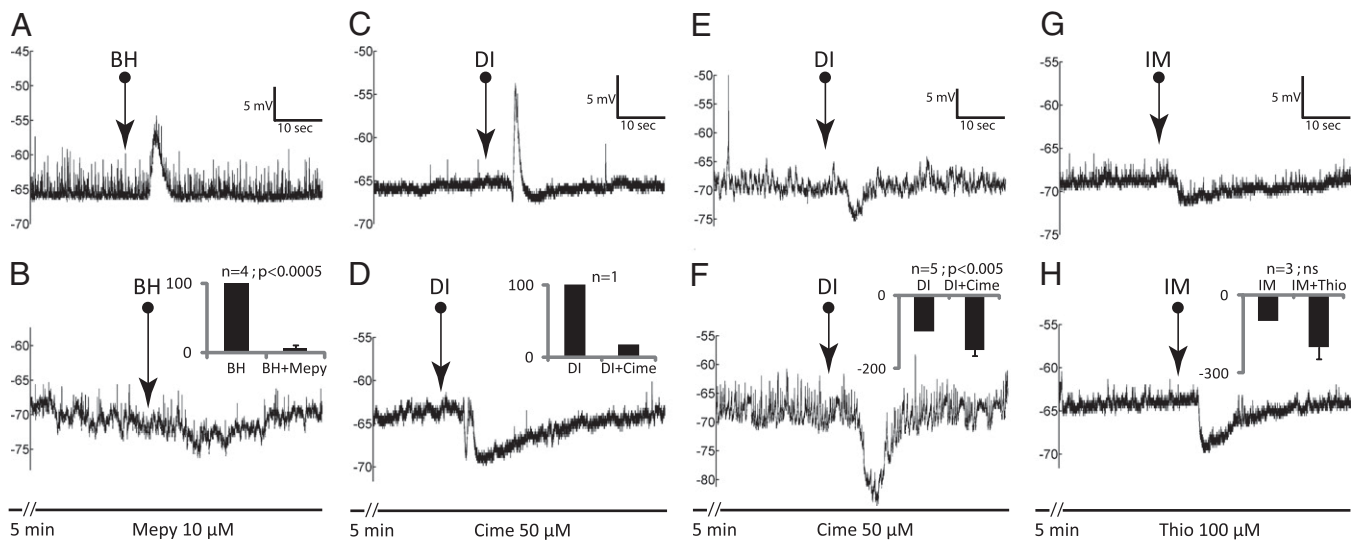 A
-45
-50
-55
-60
-65
-70
BH
5 mV
10 sec
C
-50
-55
-60
-65
-70
DI
5 mV
10 sec
E
-50
-55
-60
-65
-70
-75
DI
5 mV
10 sec
G
-55
-60
-65
-70
-75
IM
5 mV
10 sec
B
-60
-65
-70
-75
BH
n=4 ; p<0.0005
100
0
BH BH+Mepy
D
-55
-60
-65
-70
DI
n=1
100
0
DI DI+Cime
F
-55
-60
-65
-70
-75
-80
DI
n=5 ; p<0.005
DI DI+Cime
0
-200
H
-55
-60
-65
-70
IM
n=3 ; ns
IM IM+Thio
0
-300
5 min Mepy 10 µM
5 min Cime 50 µM
5 min Cime 50 µM
5 min Thio 100 µM